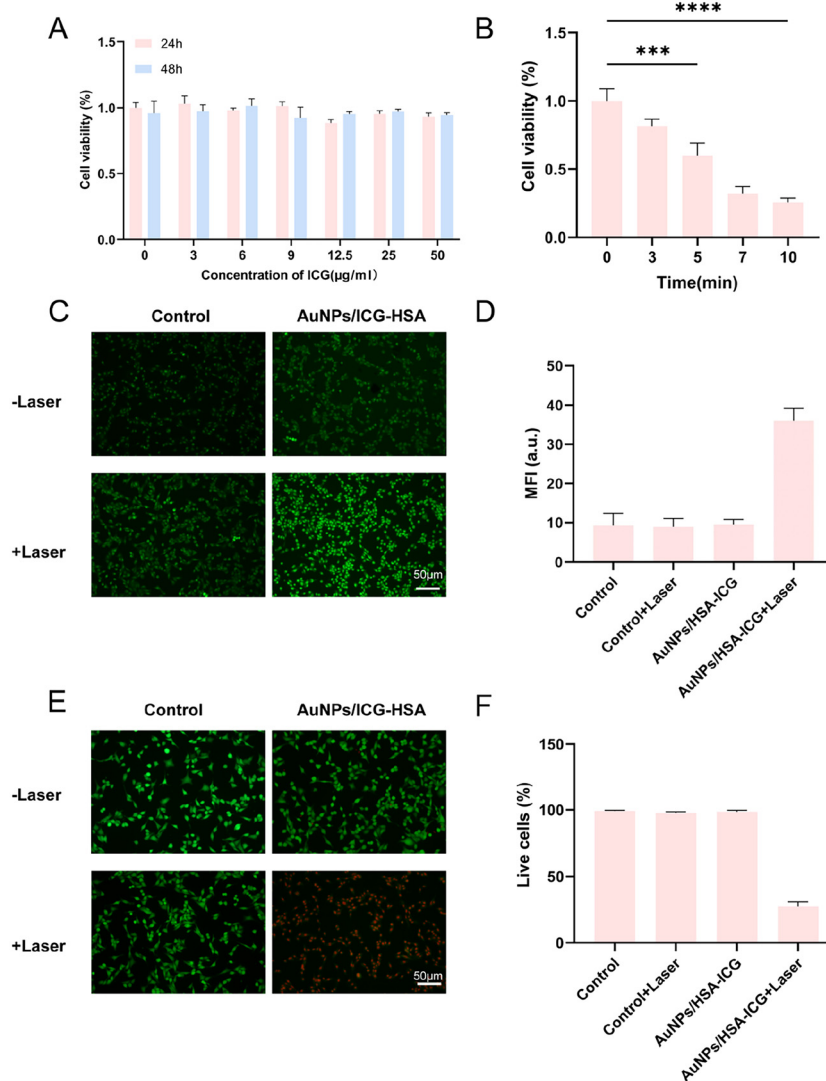 A
24h
48h
Cell viability (%)
1.5
1.0
0.5
0.0
0 3 6 9 12.5 25 50
Concentration of ICG(μg/ml)
B
****
***
Cell viability (%)
1.5
1.0
0.5
0.0
0 3 5 7 10
Time(min)
C
Control AuNPs/ICG-HSA
-Laser
+Laser
50μm
D
MFI (a.u.)
50
40
30
20
10
0
Control
Control+Laser
AuNPs/HSA-ICG
AuNPs/HSA-ICG+Laser
E
Control AuNPs/ICG-HSA
-Laser
+Laser
50μm
F
Live cells (%)
150
100
50
0
Control
Control+Laser
AuNPs/HSA-ICG
AuNPs/HSA-ICG+Laser